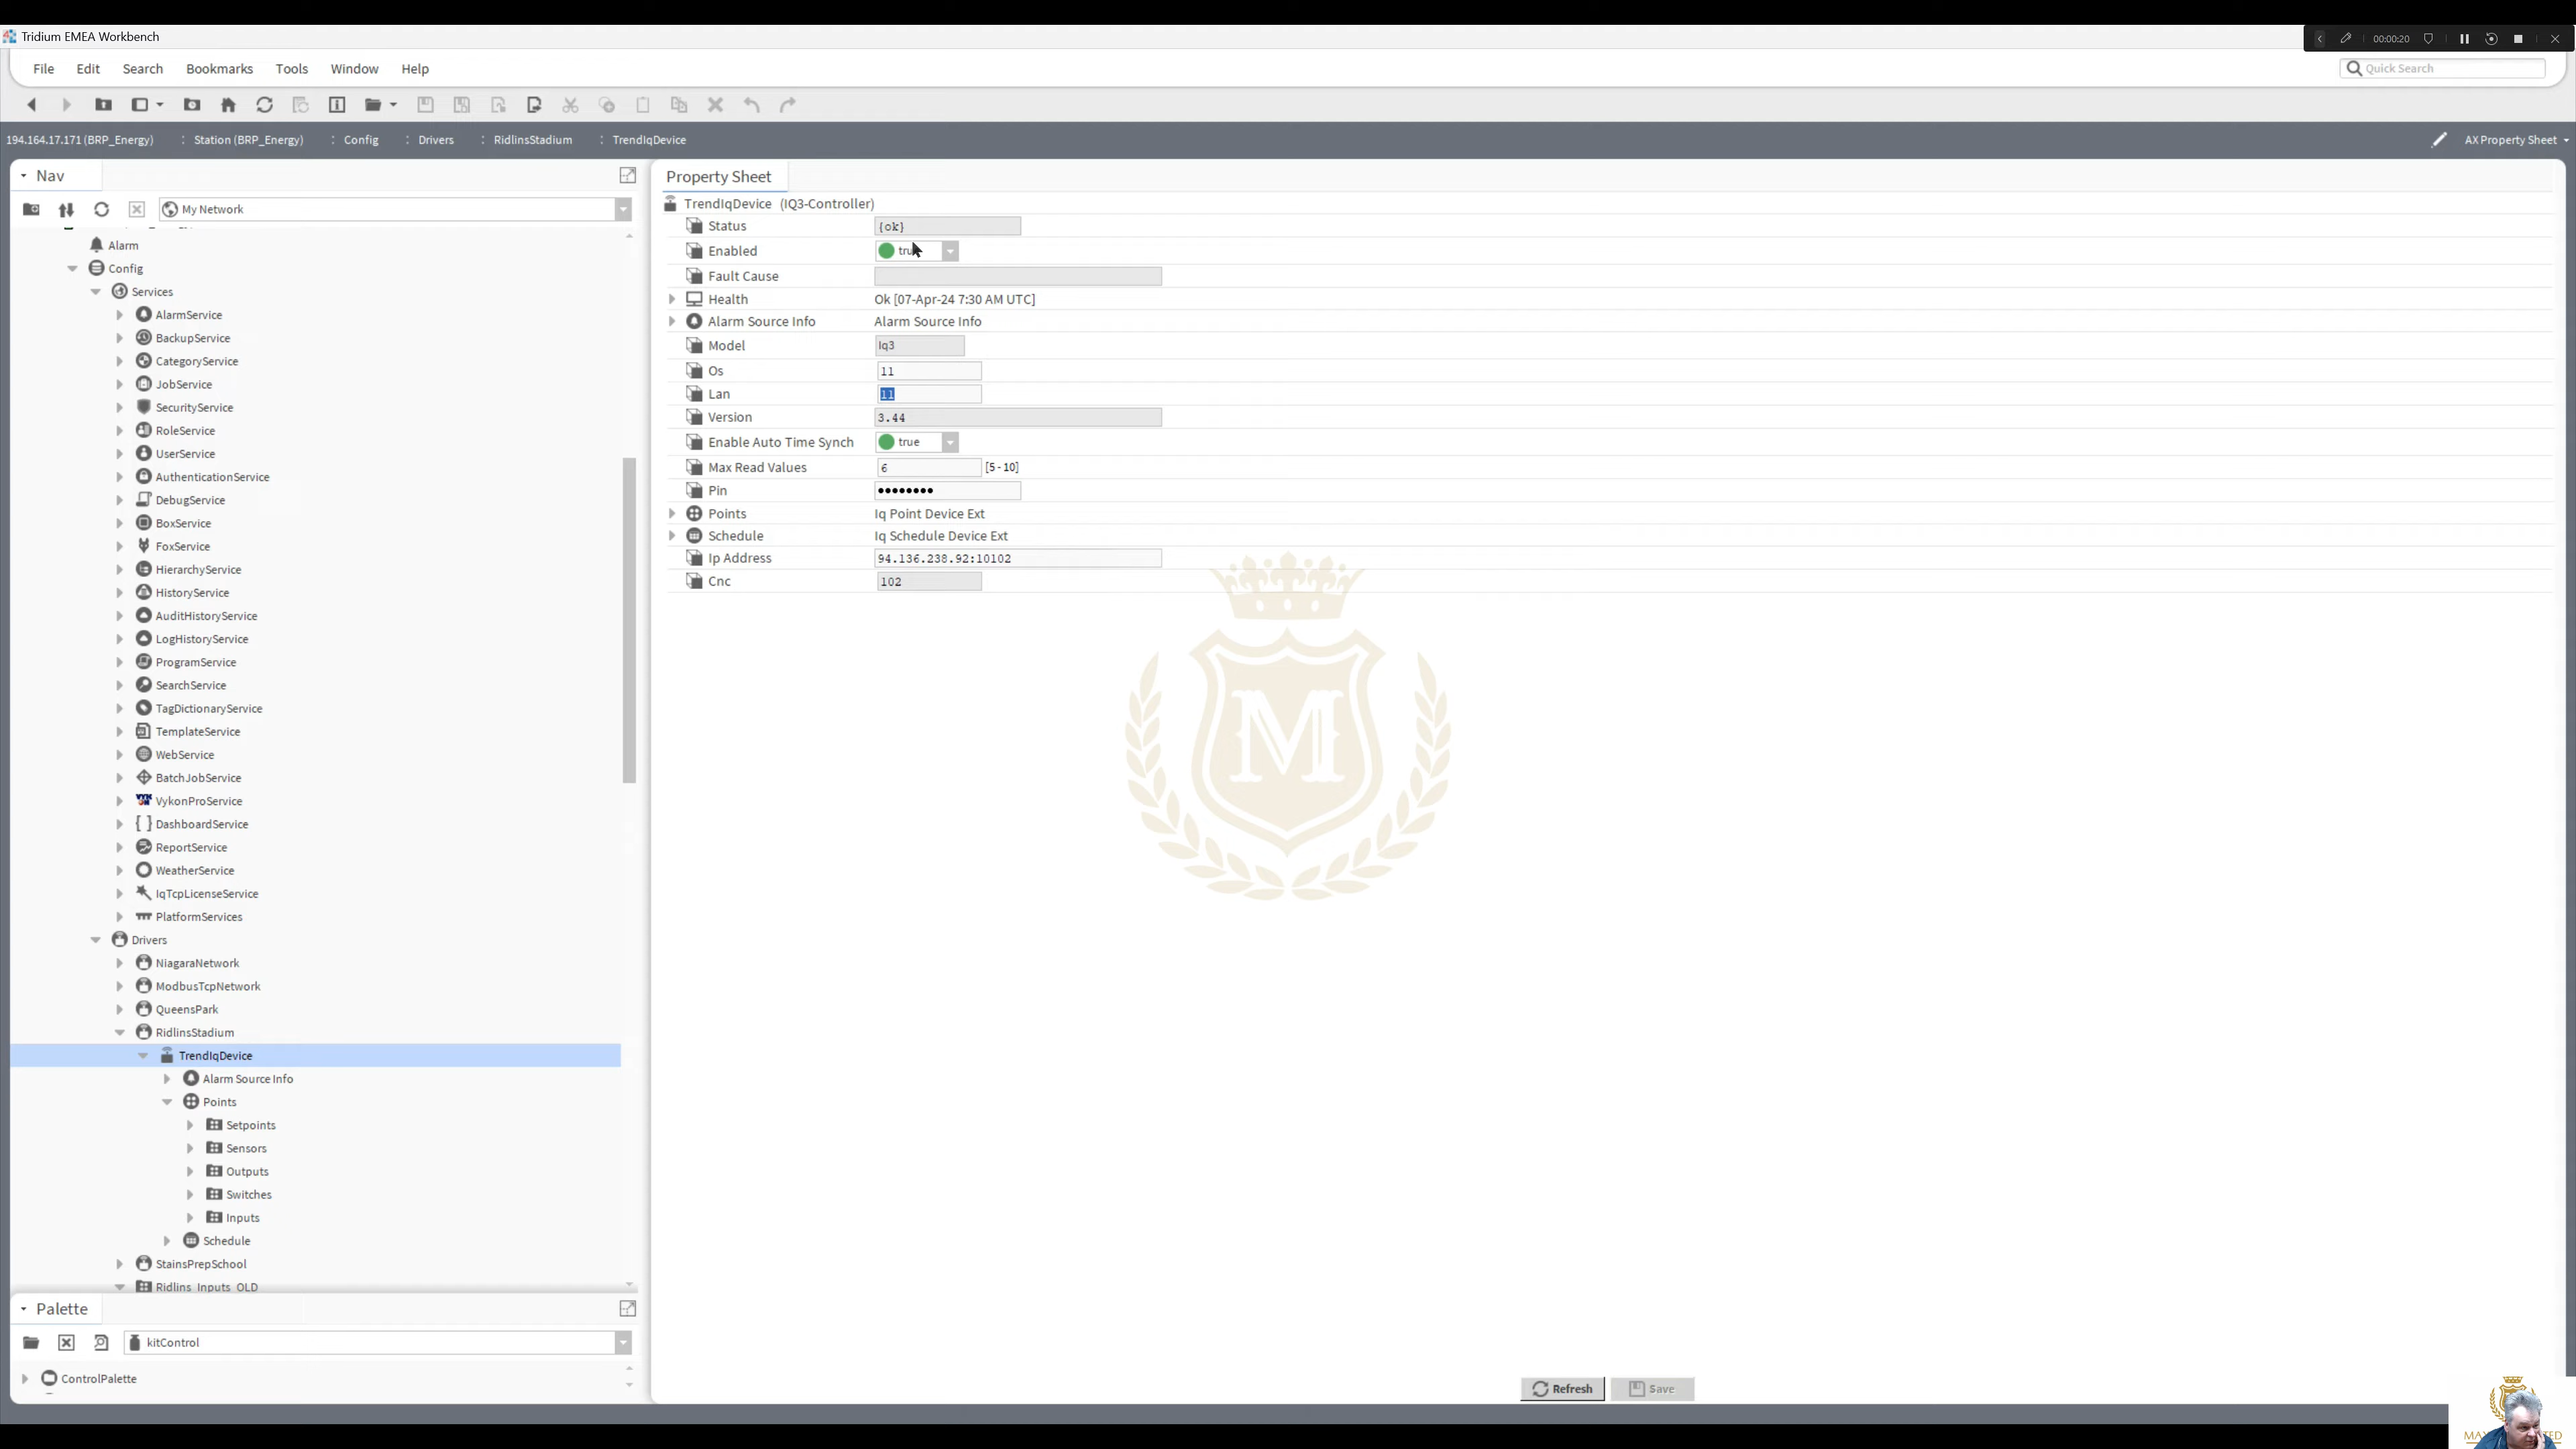 Tridium EMEA Workbench
00:00:20
File Edit Search Bookmarks Tools Window Help
Quick Search
194.164.17.171 (BRP_Energy) : Station (BRP_Energy) : Config : Drivers : RidlinsStadium : TrendIqDevice
AX Property Sheet
Nav
My Network
Alarm
Config
Services
AlarmService
BackupService
CategoryService
JobService
SecurityService
RoleService
UserService
AuthenticationService
DebugService
BoxService
FoxService
HierarchyService
HistoryService
AuditHistoryService
LogHistoryService
ProgramService
SearchService
TagDictionaryService
TemplateService
WebService
BatchJobService
VykonProService
DashboardService
ReportService
WeatherService
IqTcpLicenseService
PlatformServices
Drivers
NiagaraNetwork
ModbusTcpNetwork
QueensPark
RidlinsStadium
TrendIqDevice
Alarm Source Info
Points
Setpoints
Sensors
Outputs
Switches
Inputs
Schedule
StainsPrepSchool
Ridlins_Inputs_OLD
Palette
kitControl
ControlPalette
Property Sheet
TrendIqDevice (IQ3-Controller)
Status {ok}
Enabled true
Fault Cause
Health Ok [07-Apr-24 7:30 AM UTC]
Alarm Source Info Alarm Source Info
Model Iq3
Os 11
Lan 11
Version 3.44
Enable Auto Time Synch true
Max Read Values 6 [5-10]
Pin ••••••••
Points Iq Point Device Ext
Schedule Iq Schedule Device Ext
Ip Address 94.136.238.92:10102
Cnc 102
M
Refresh Save